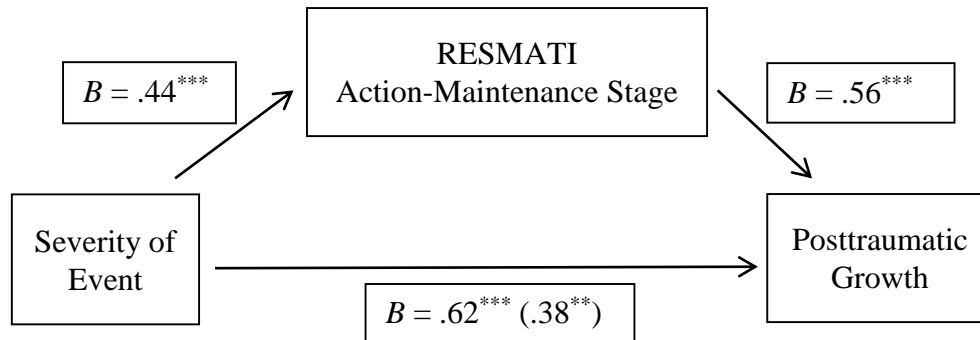 RESMATI
Action-Maintenance Stage
B = .44***
B = .56***
Severity of
Event
Posttraumatic
Growth
B = .62*** (.38**)